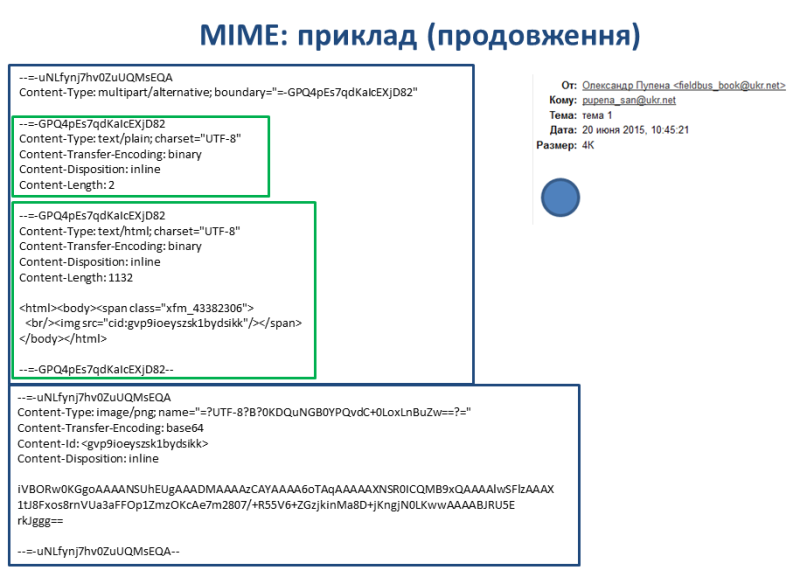 MIME: приклад (продовження)
--=-uNLfynj7hv0ZuUQMsEQA
Content-Type: multipart/alternative; boundary="=-GPQ4pEs7qdKaIcEXjD82"
--=-GPQ4pEs7qdKaIcEXjD82
Content-Type: text/plain; charset="UTF-8"
Content-Transfer-Encoding: binary
Content-Disposition: inline
Content-Length: 2
--=-GPQ4pEs7qdKaIcEXjD82
Content-Type: text/html; charset="UTF-8"
Content-Transfer-Encoding: binary
Content-Disposition: inline
Content-Length: 1132
<html><body><span class="xfm_43382306">
<br/><img src="cid:gvp9ioeyszsk1bydsikk"/></span>
</body></html>
--=-GPQ4pEs7qdKaIcEXjD82--
--=-uNLfynj7hv0ZuUQMsEQA
Content-Type: image/png; name="=?UTF-8?B?0KDQuNGB0YPQvdC+0LoxLnBuZw==?="
Content-Transfer-Encoding: base64
Content-Id: <gvp9ioeyszsk1bydsikk>
Content-Disposition: inline
iVBORw0KGgoAAAANSUhEUgAAADMAAAAzCAYAAAA6oTAqAAAAAXNSR0ICQMB9xQAAAAlwSFlzAAAX
1tJ8Fxos8rnVUa3aFFOp1ZmzOKcAe7m2807/+R55V6+ZGzjkinMa8D+jKngjN0LKwwAAAABJRU5E
rkJggg==
--=-uNLfynj7hv0ZuUQMsEQA--
От: Олександр Пупена <fieldbus_book@ukr.net>
Кому: pupena_san@ukr.net
Тема: тема 1
Дата: 20 июня 2015, 10:45:21
Размер: 4K